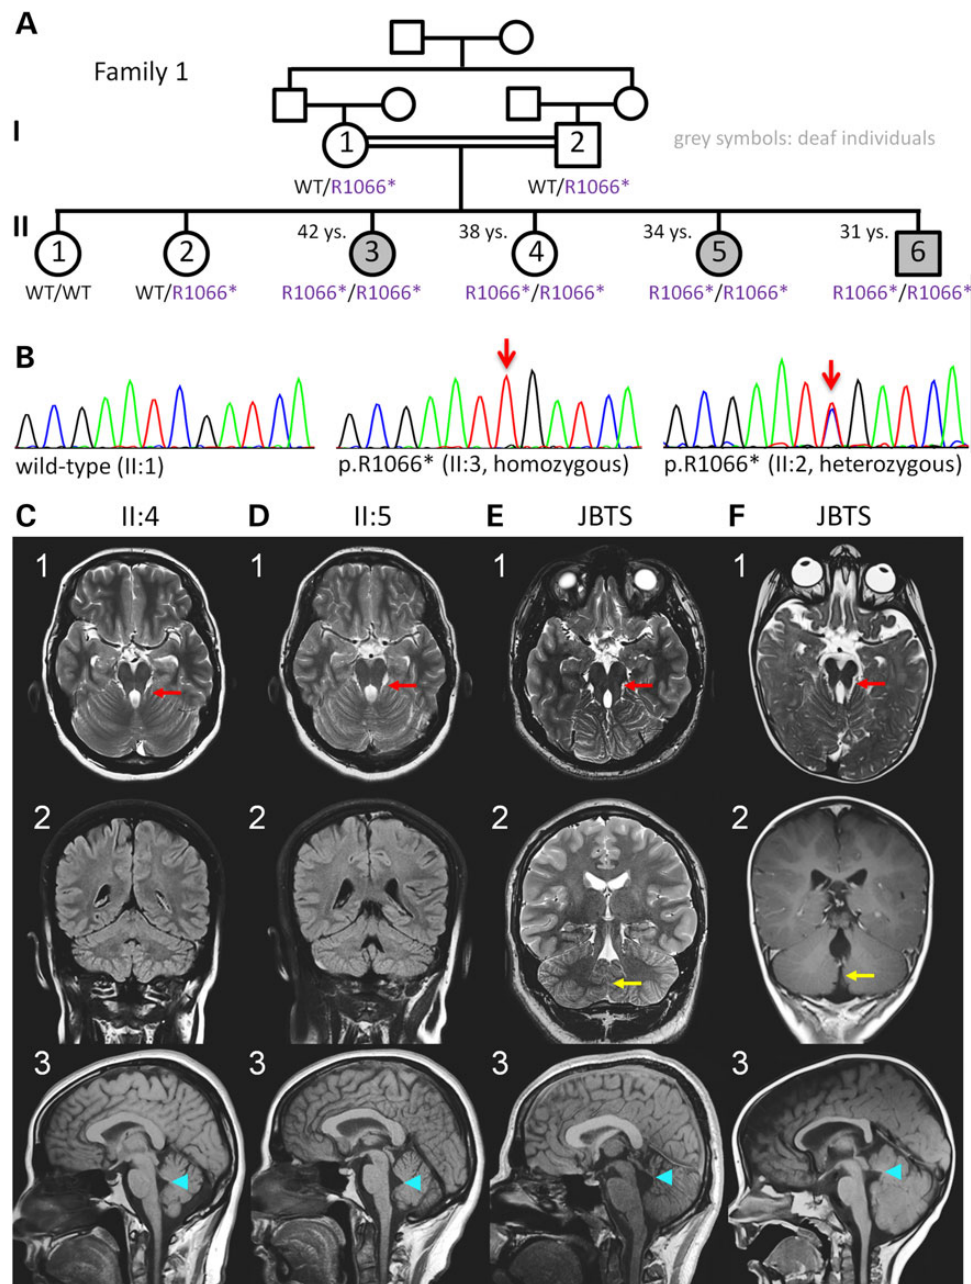 A
Family 1
I
1
2
grey symbols: deaf individuals
WT/R1066*
WT/R1066*
II
42 ys.
38 ys.
34 ys.
31 ys.
1
2
3
4
5
6
WT/WT
WT/R1066*
R1066*/R1066*
R1066*/R1066*
R1066*/R1066*
R1066*/R1066*
B
wild-type (II:1)
p.R1066* (II:3, homozygous)
p.R1066* (II:2, heterozygous)
C II:4
D II:5
E JBTS
F JBTS
1
1
1
1
2
2
2
2
3
3
3
3